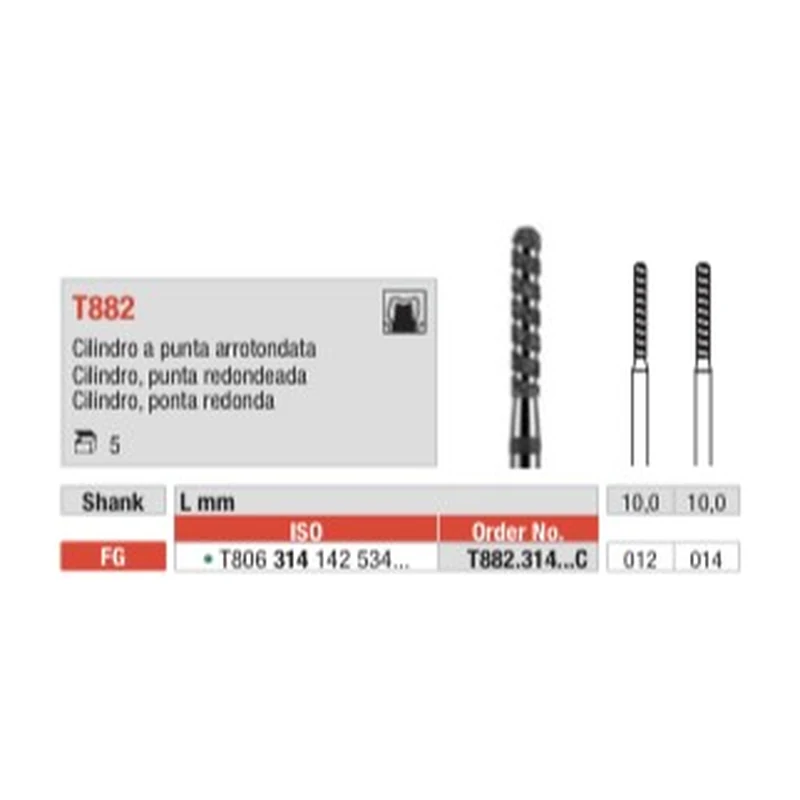 T882
Cilindro a punta arrotondata
Cilindro, punta redondeada
Cilindro, ponta redonda
5
Shank L mm 10,0 10,0
ISO Order No.
FG • T806 314 142 534... T882.314...C 012 014